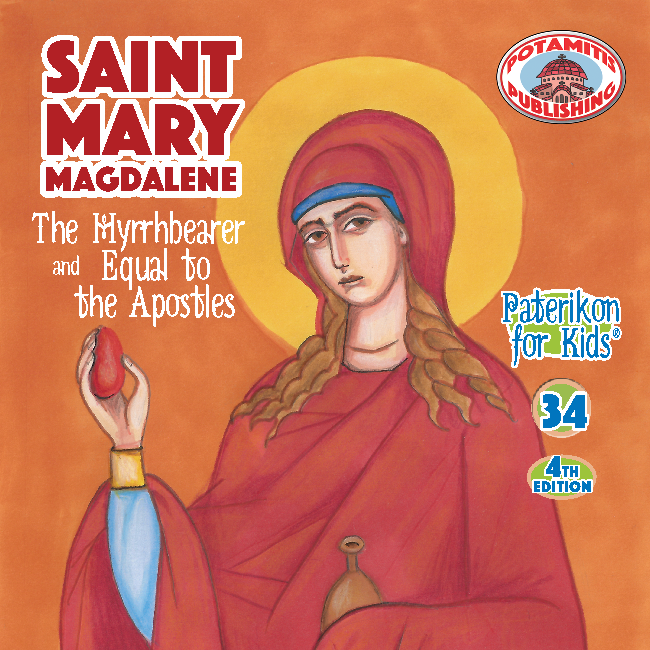 SAINT
MARY
MAGDALENE
The Myrrhbearer
and Equal to
the Apostles
POTAMITIS
PUBLISHING
Paterikon
for Kids®
34
4TH
EDITION